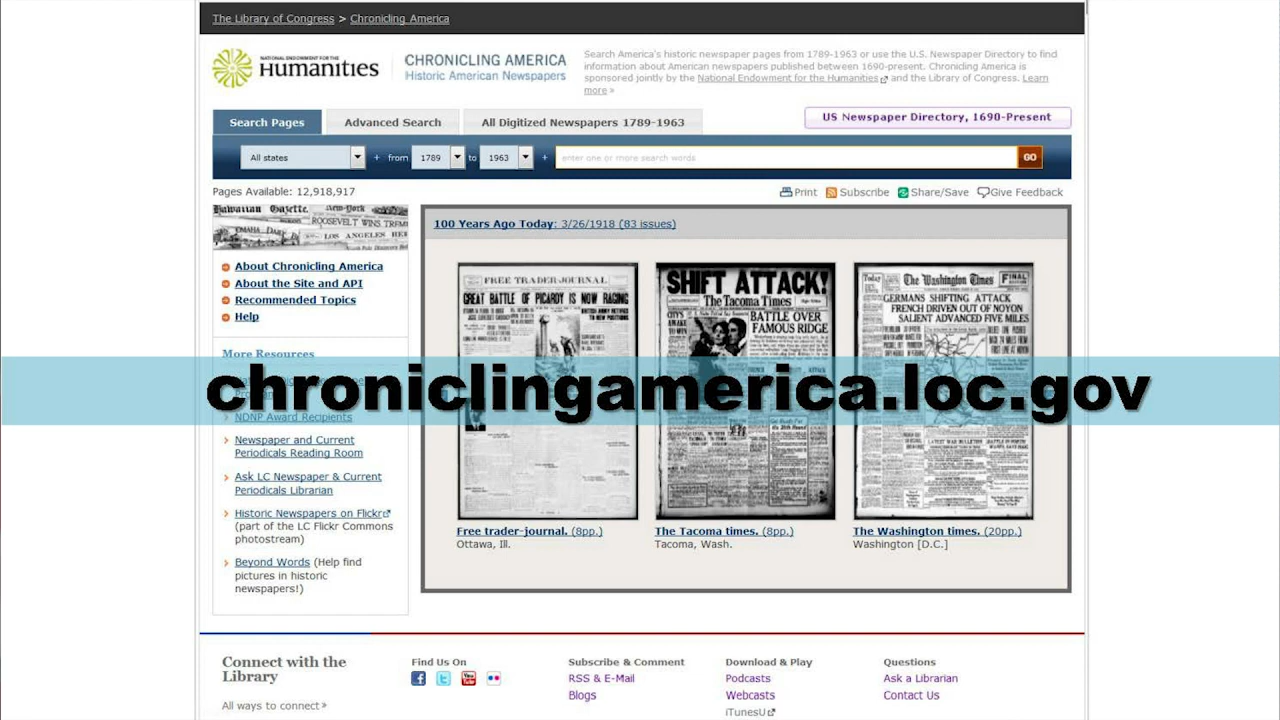 The Library of Congress > Chronicling America
NATIONAL ENDOWMENT FOR THE
HUMANITIES
CHRONICLING AMERICA
Historic American Newspapers
Search America's historic newspaper pages from 1789-1963 or use the U.S. Newspaper Directory to find
information about American newspapers published between 1690-present. Chronicling America is
sponsored jointly by the National Endowment for the Humanities and the Library of Congress. Learn
more »
Search Pages
Advanced Search
All Digitized Newspapers 1789-1963
US Newspaper Directory, 1690-Present
All states + from 1789 to 1963 + enter one or more search words GO
Pages Available: 12,918,917
Print Subscribe Share/Save Give Feedback
Hawaiian Gazette.
New-York
ROOSEVELT WINS
OMAHA DAILY
LOS ANGELES
About Chronicling America
About the Site and API
Recommended Topics
Help
More Resources
chroniclingamerica.loc.gov
NDNP Award Recipients
Newspaper and Current
Periodicals Reading Room
Ask LC Newspaper & Current
Periodicals Librarian
Historic Newspapers on Flickr
(part of the LC Flickr Commons
photostream)
Beyond Words (Help find
pictures in historic
newspapers!)
100 Years Ago Today: 3/26/1918 (83 issues)
FREE TRADER-JOURNAL
GREAT BATTLE OF PICARDY IS NOW RAGING
SHIFT ATTACK!
The Tacoma Times
BATTLE OVER
FAMOUS RIDGE
Today
The Washington Times
FINAL
GERMANS SHIFTING ATTACK
FRENCH DRIVEN OUT OF NOYON
SALIENT ADVANCED FIVE MILES
Free trader-journal. (8pp.)
Ottawa, Ill.
The Tacoma times. (8pp.)
Tacoma, Wash.
The Washington times. (20pp.)
Washington [D.C.]
Connect with the
Library
All ways to connect »
Find Us On
Subscribe & Comment
RSS & E-Mail
Blogs
Download & Play
Podcasts
Webcasts
iTunesU
Questions
Ask a Librarian
Contact Us